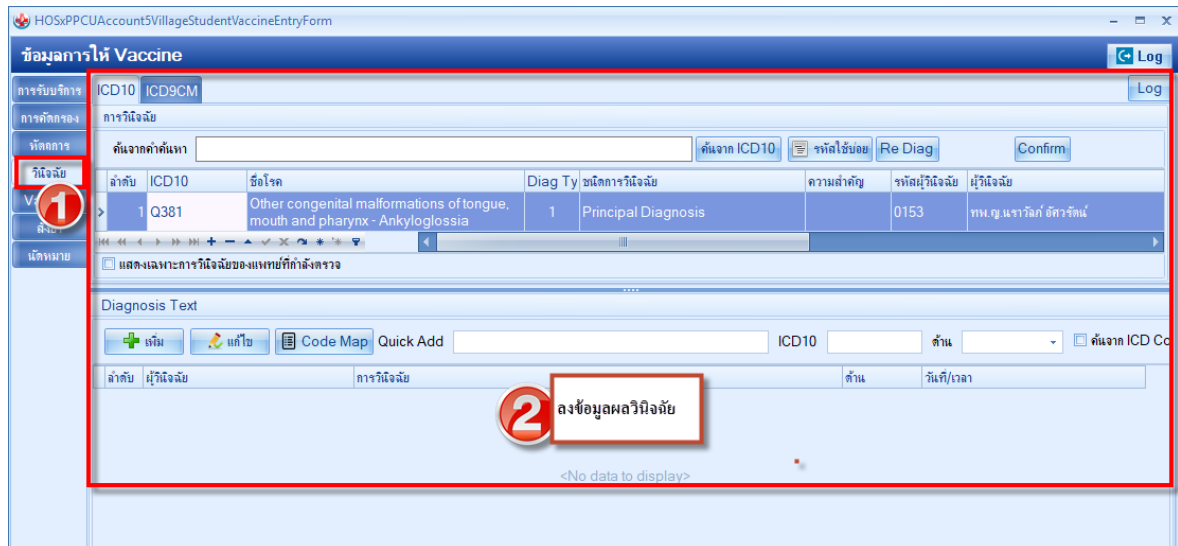 HOSxPPCUAccount5VillageStudentVaccineEntryForm
ข้อมูลการให้ Vaccine
Log
การรับบริการ
การคัดกรอง
หัตถการ
วินิจฉัย
นัดหมาย
1
ICD10 ICD9CM
Log
การวินิจฉัย
ค้นจากคำค้นหา
ค้นจาก ICD10 รหัสใช้บ่อย Re Diag Confirm
ลำดับ ICD10 ชื่อโรค Diag Ty ชนิดการวินิจฉัย ความสำคัญ รหัสผู้วินิจฉัย ผู้วินิจฉัย
1 Q381 Other congenital malformations of tongue, mouth and pharynx - Ankyloglossia 1 Principal Diagnosis 0153
แสดงเฉพาะการวินิจฉัยของแพทย์ที่กำลังตรวจ
Diagnosis Text
เพิ่ม แก้ไข Code Map Quick Add ICD10 ด้าน ค้นจาก ICD Co
ลำดับ ผู้วินิจฉัย การวินิจฉัย ด้าน วันที่/เวลา
2 ลงข้อมูลผลวินิจฉัย
<No data to display>